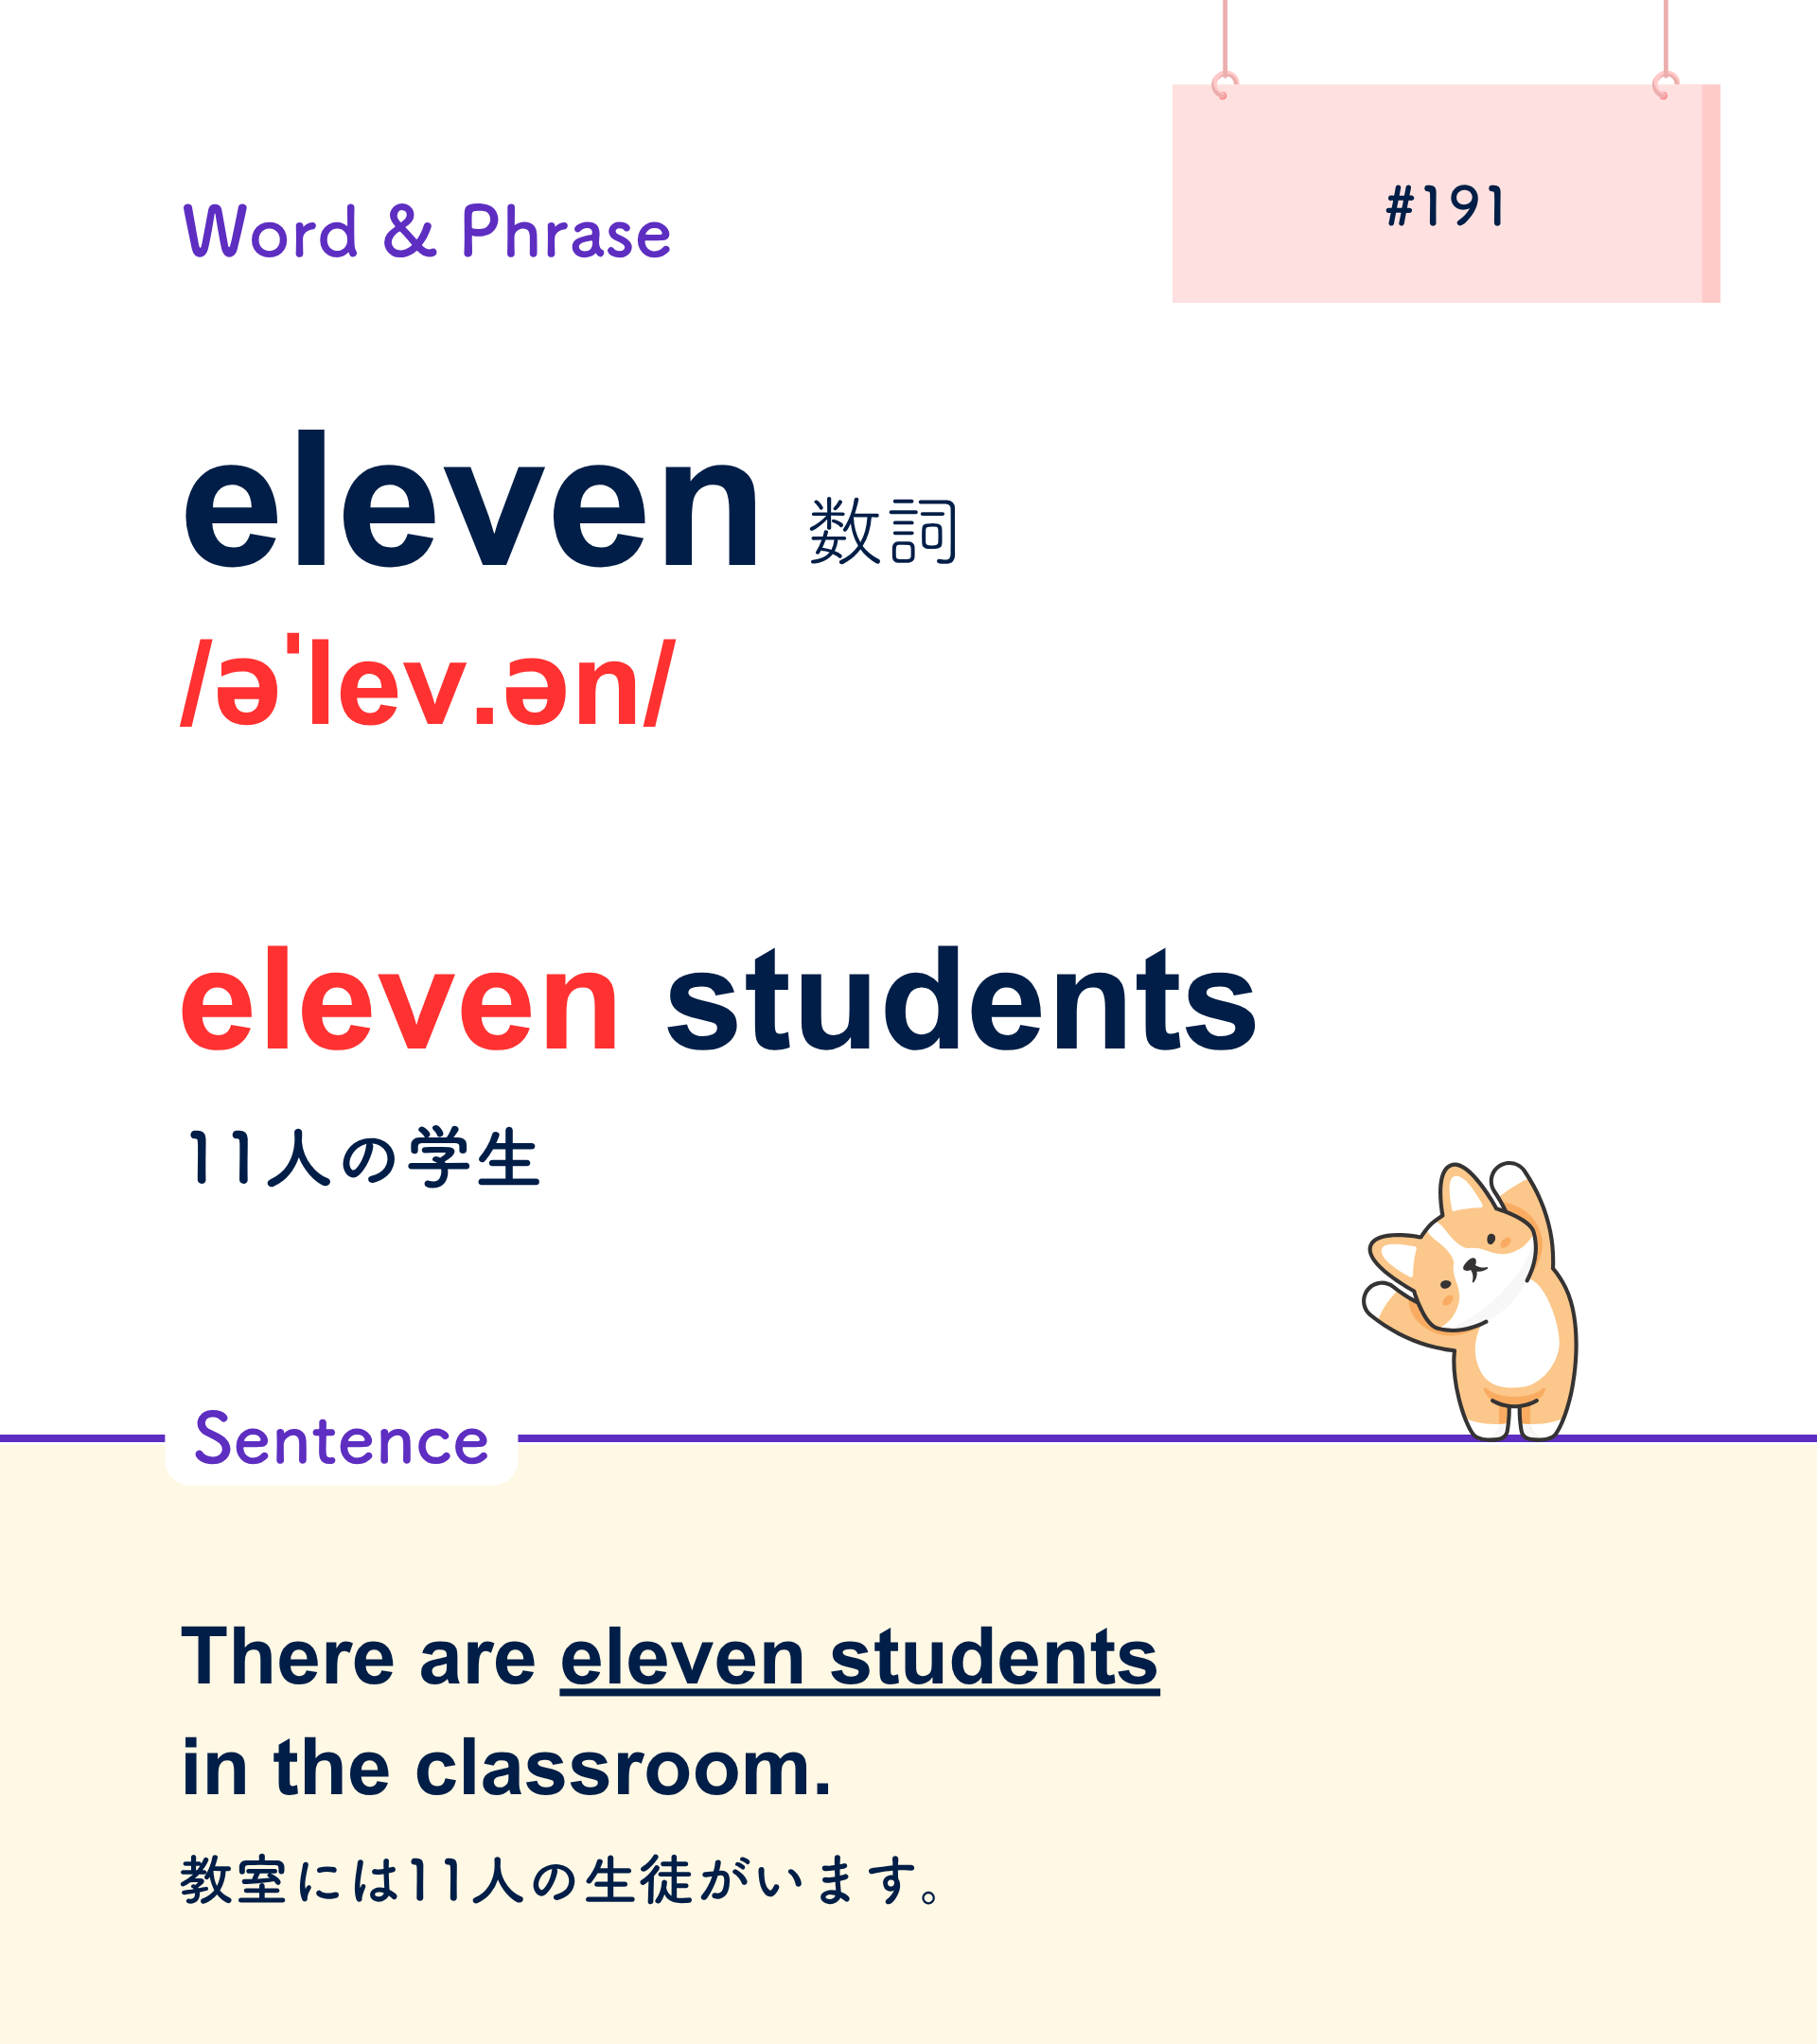 #191
Word & Phrase
eleven 数詞
/əˈlev.ən/
eleven students
11人の学生
Sentence
There are eleven students
in the classroom.
教室には11人の生徒がいます。